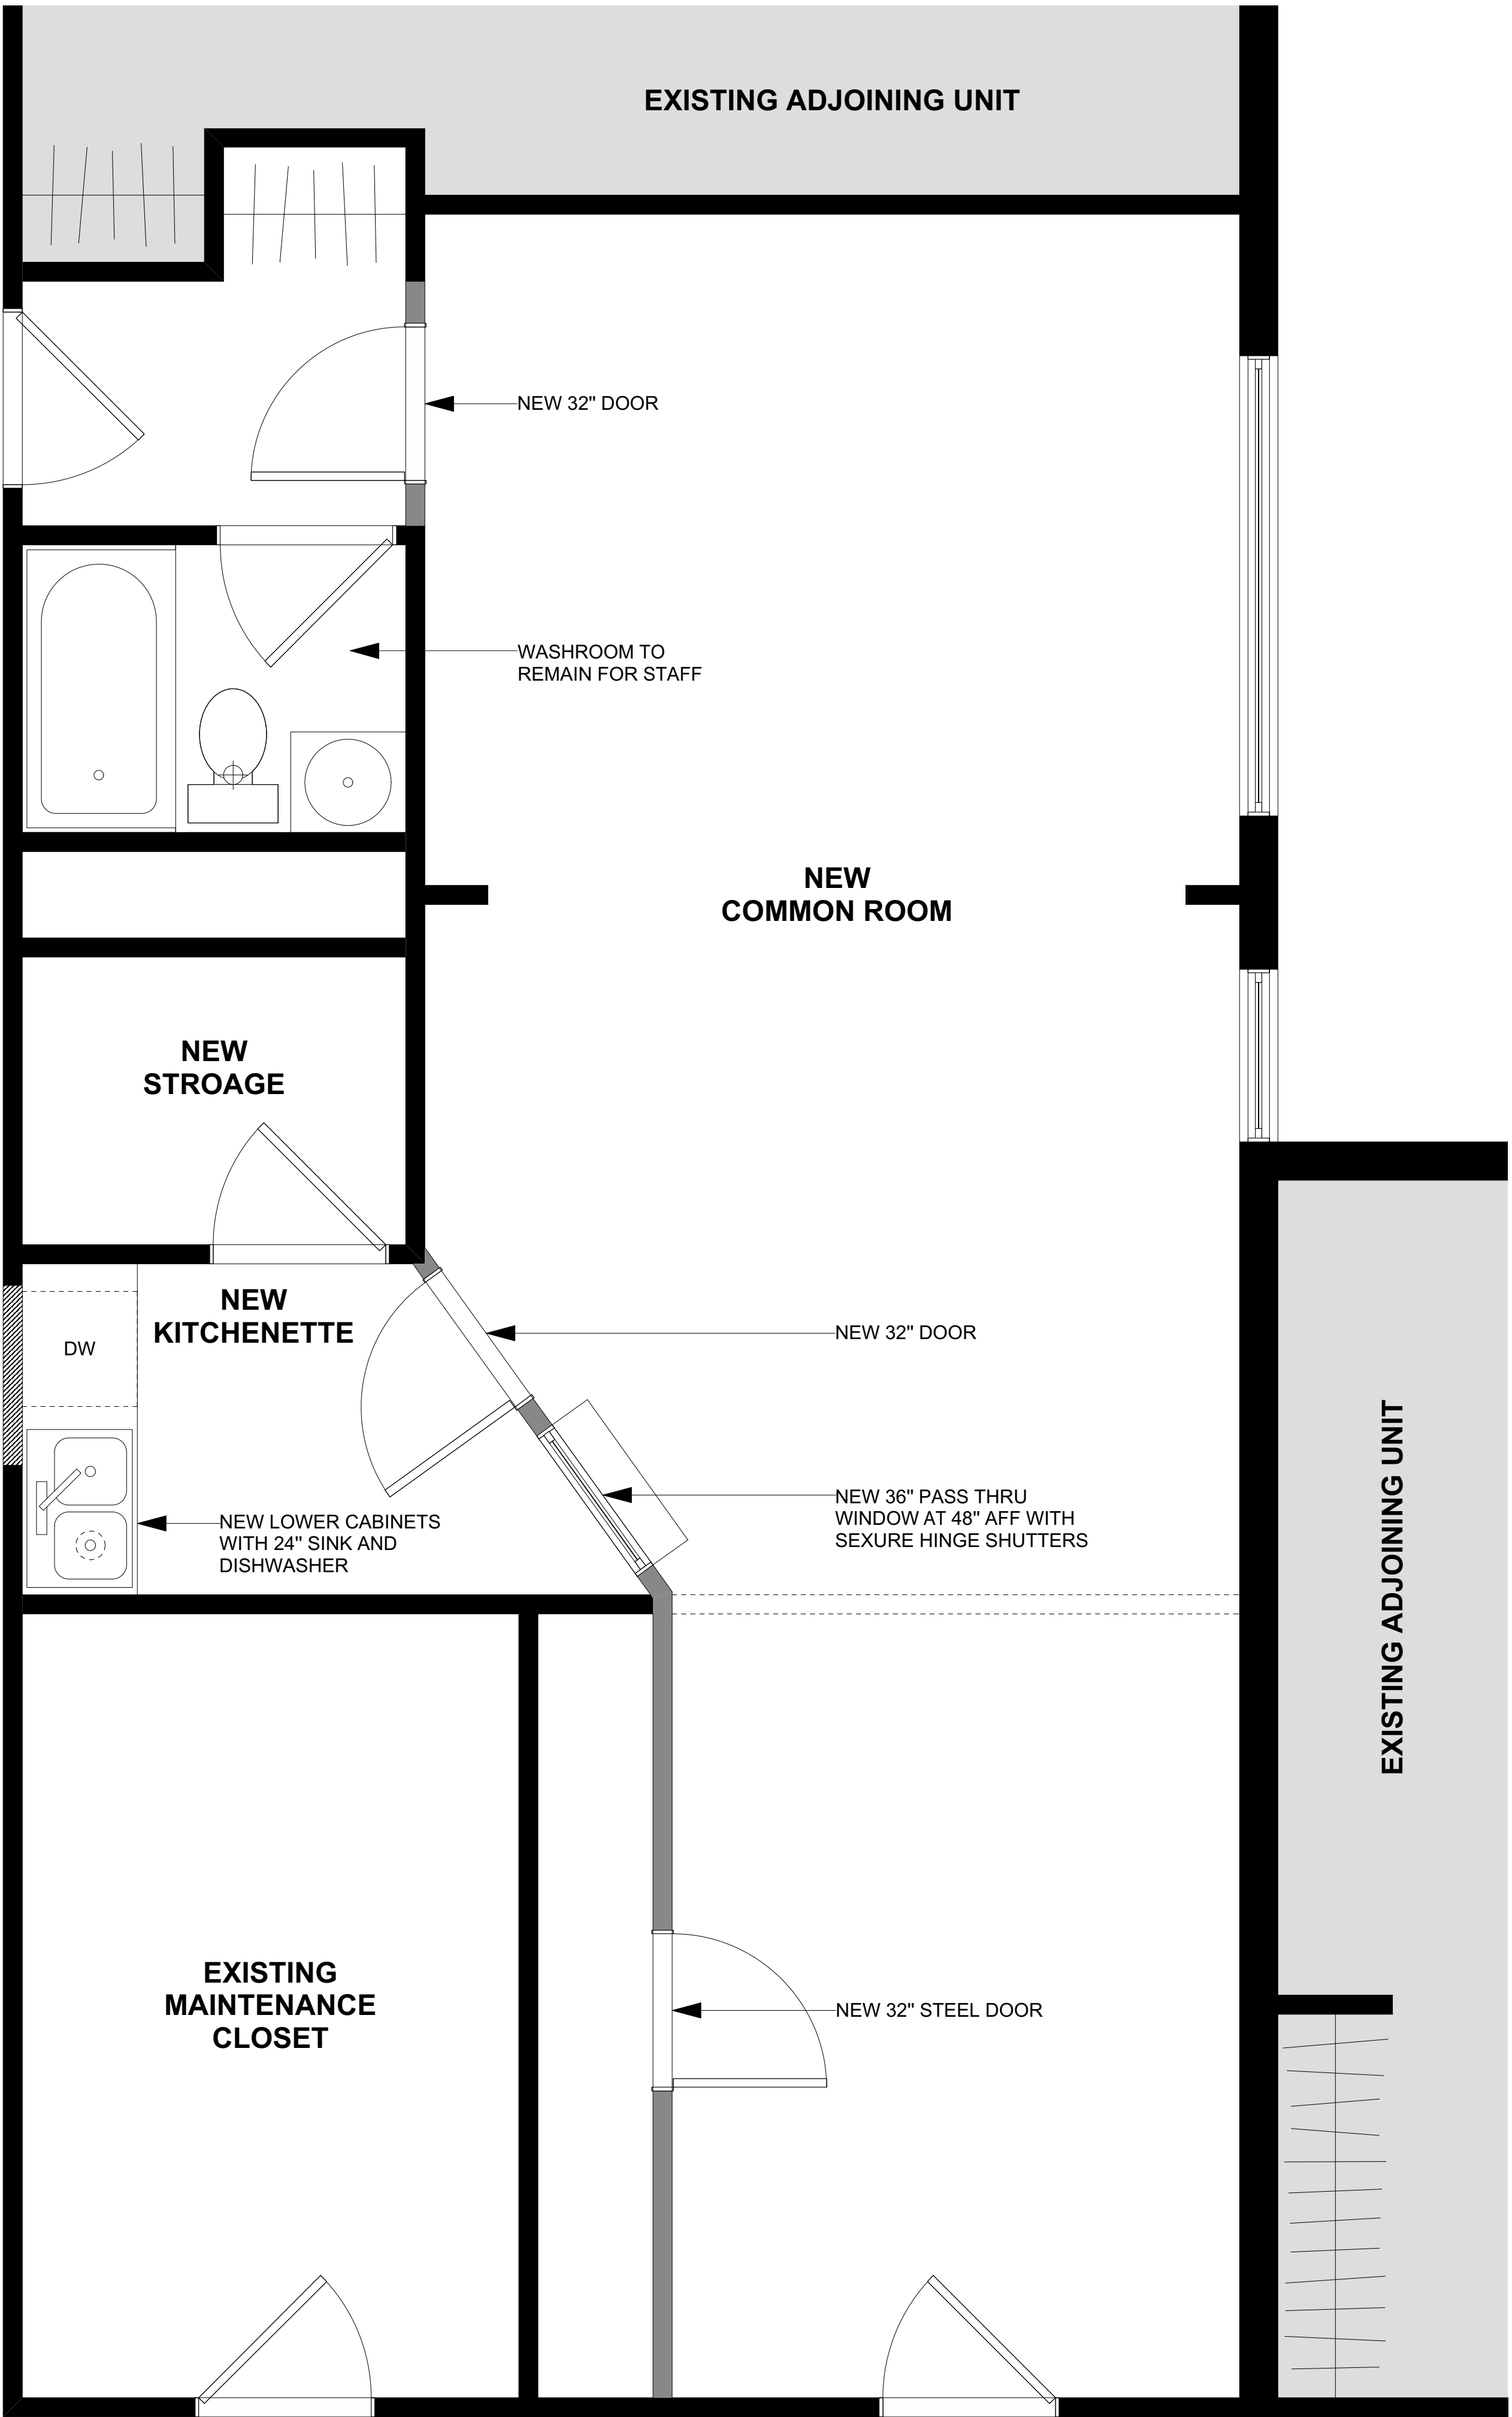 EXISTING ADJOINING UNIT
NEW 32" DOOR
WASHROOM TO
REMAIN FOR STAFF
NEW
COMMON ROOM
NEW
STROAGE
NEW
KITCHENETTE
DW
NEW 32" DOOR
NEW 36" PASS THRU
WINDOW AT 48" AFF WITH
SEXURE HINGE SHUTTERS
NEW LOWER CABINETS
WITH 24" SINK AND
DISHWASHER
EXISTING ADJOINING UNIT
EXISTING
MAINTENANCE
CLOSET
NEW 32" STEEL DOOR